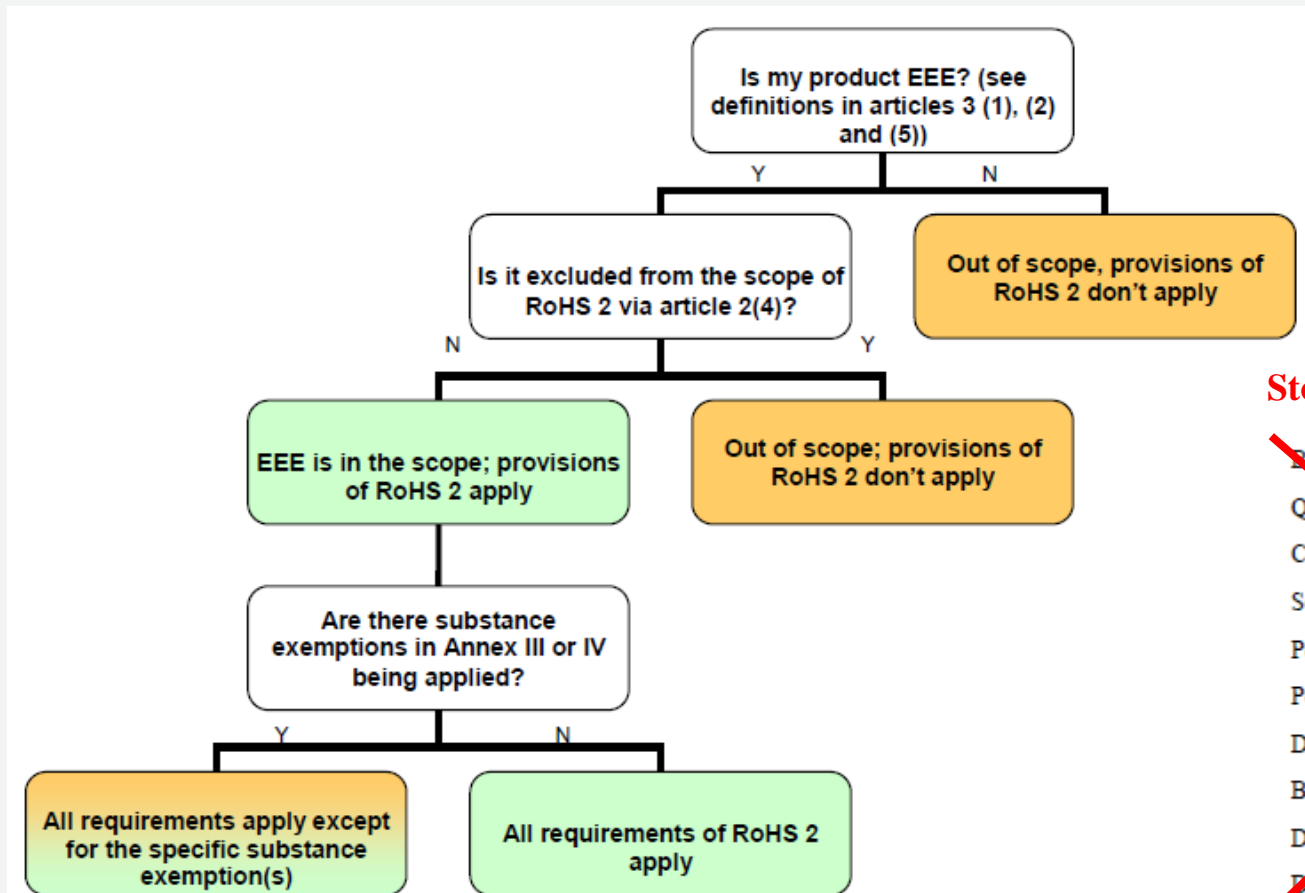 Is my product EEE? (see
definitions in articles 3 (1), (2)
and (5))
Y
N
Is it excluded from the scope of
RoHS 2 via article 2(4)?
Out of scope, provisions of
RoHS 2 don't apply
N
Y
EEE is in the scope; provisions
of RoHS 2 apply
Out of scope; provisions of
RoHS 2 don't apply
Are there substance
exemptions in Annex III or IV
being applied?
Y
N
All requirements apply except
for the specific substance
exemption(s)
All requirements of RoHS 2
apply
Q
C
S
P
P
D
B
D